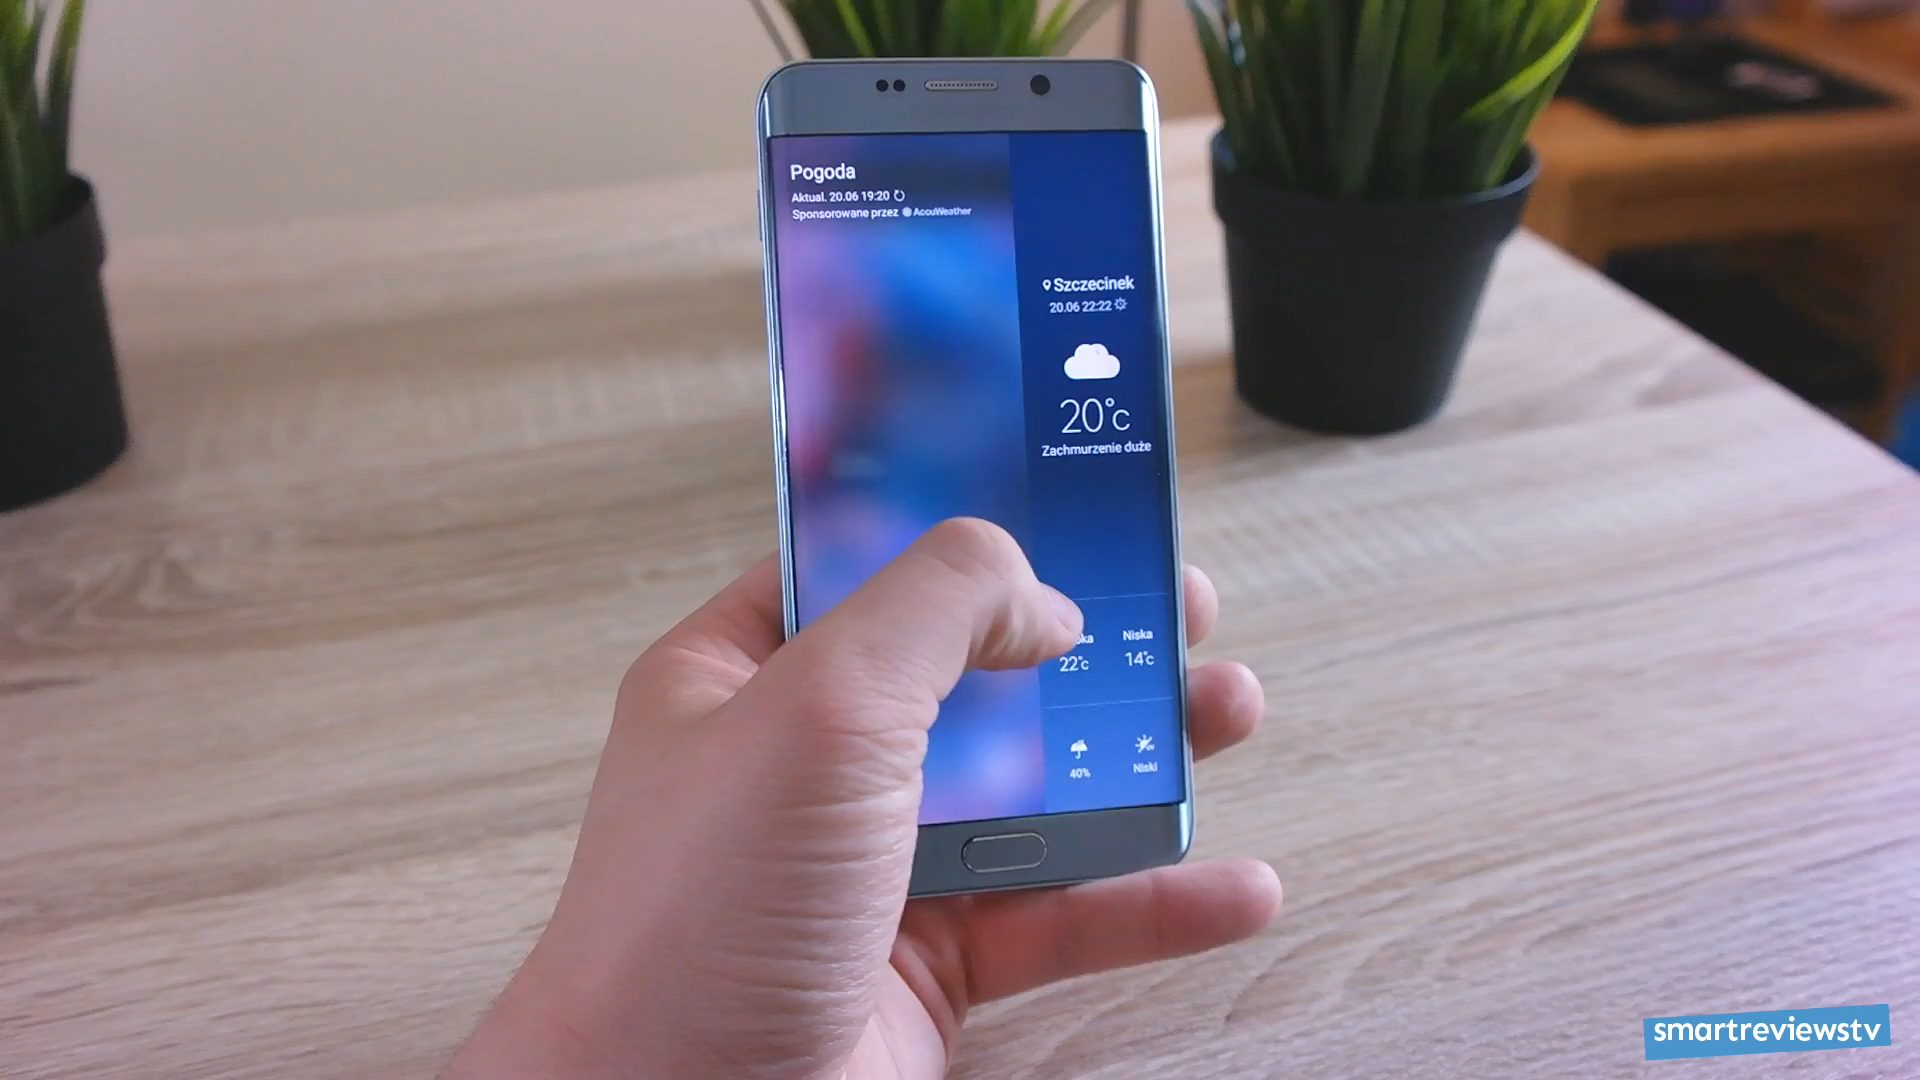 Pogoda
Aktual. 20.06 19:20
Sponsorowane przez AccuWeather
Szczecinek
20.06 22:22
20°c
Zachmurzenie duże
Niska
22°c 14°c
40% Niski
smartreviewstv